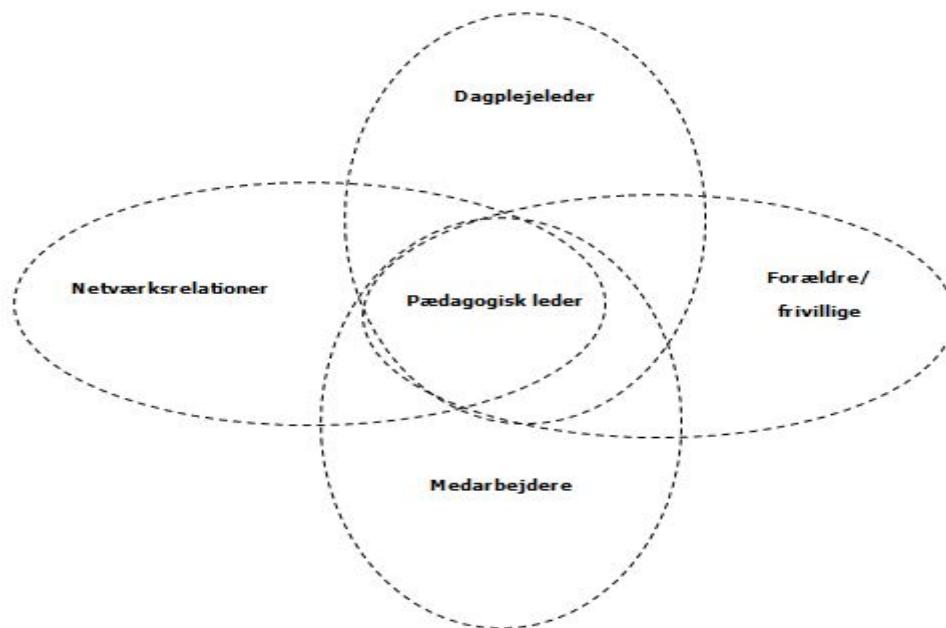 Dagplejeleder
Netværksrelationer
Pædagogisk leder
Forældre/
frivillige
Medarbejdere